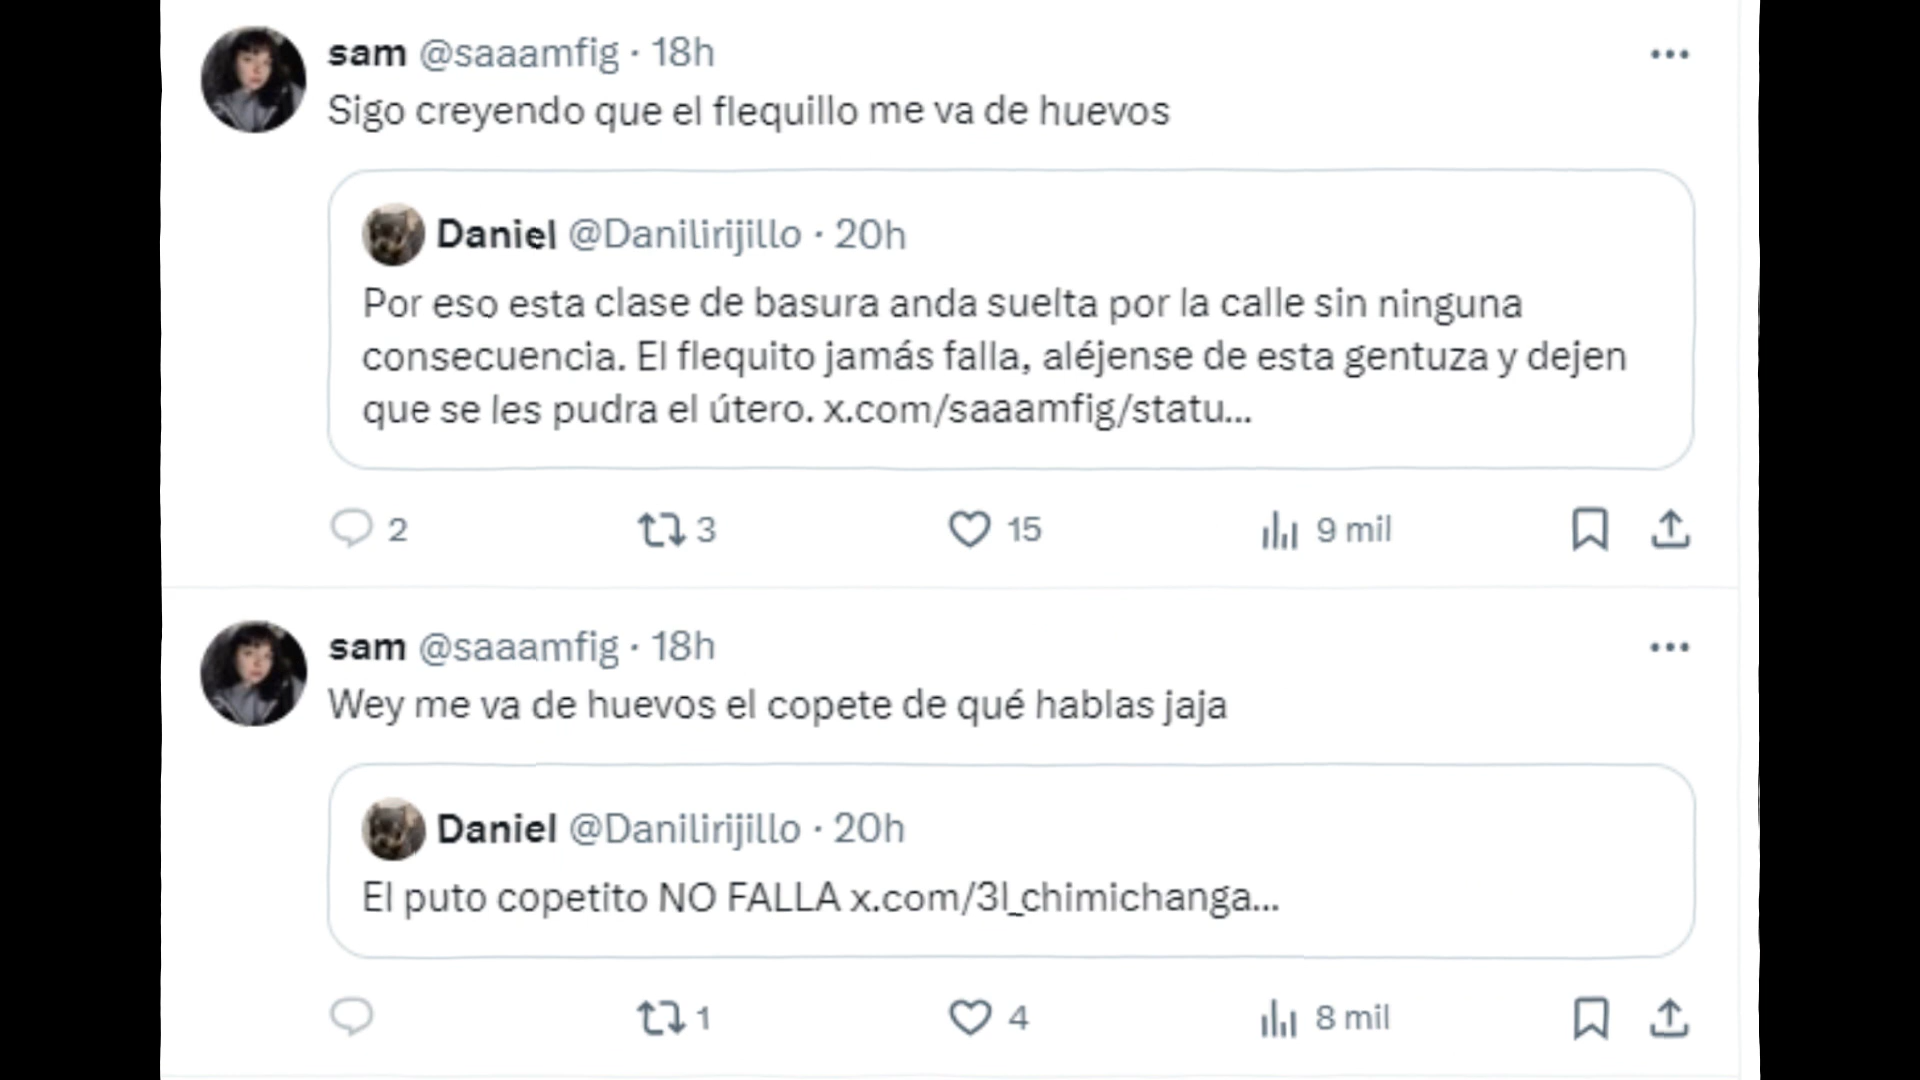 sam @saaamfig · 18h
Sigo creyendo que el flequillo me va de huevos
Daniel @Danilirijillo · 20h
Por eso esta clase de basura anda suelta por la calle sin ninguna
consecuencia. El flequito jamás falla, aléjense de esta gentuza y dejen
que se les pudra el útero. x.com/saaamfig/statu...
2 3 15 9 mil
sam @saaamfig · 18h
Wey me va de huevos el copete de qué hablas jaja
Daniel @Danilirijillo · 20h
El puto copetito NO FALLA x.com/3l_chimichanga...
1 4 8 mil